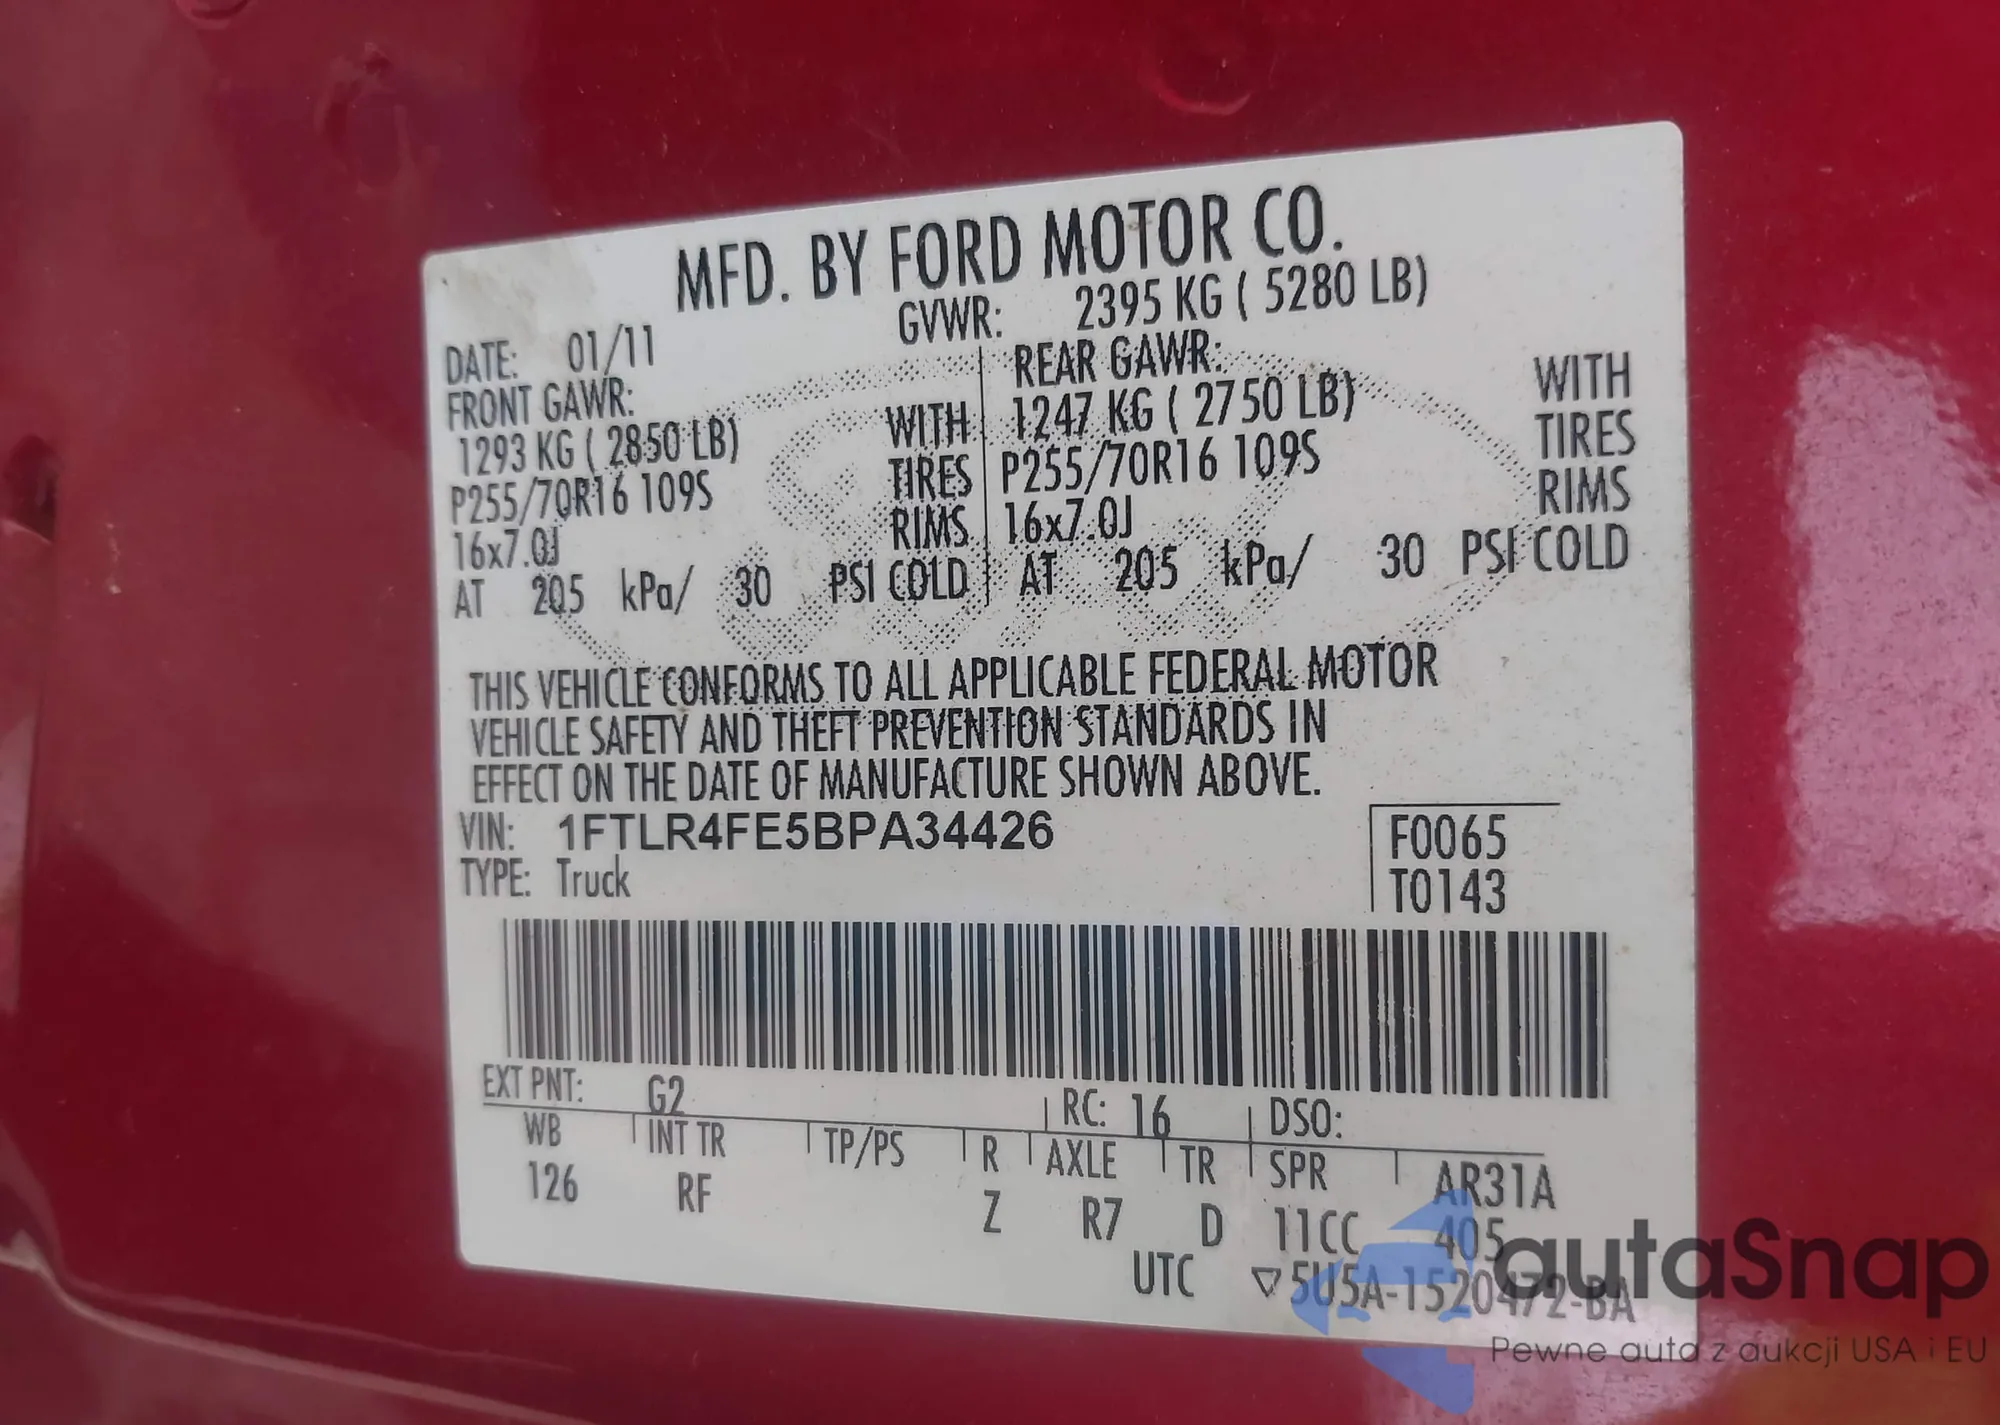 MFD. BY FORD MOTOR CO.
DATE: 01/11 GVWR: 2395 KG ( 5280 LB)
FRONT GAWR: REAR GAWR:
1293 KG ( 2850 LB) WITH 1247 KG ( 2750 LB) WITH
P255/70R16 109S TIRES P255/70R16 109S TIRES
16x7.0J RIMS 16x7.0J RIMS
AT 205 kPa/ 30 PSI COLD AT 205 kPa/ 30 PSI COLD
THIS VEHICLE CONFORMS TO ALL APPLICABLE FEDERAL MOTOR
VEHICLE SAFETY AND THEFT PREVENTION STANDARDS IN
EFFECT ON THE DATE OF MANUFACTURE SHOWN ABOVE.
VIN: 1FTLR4FE5BPA34426 F0065
TYPE: Truck T0143
EXT PNT: G2 RC: 16 DSO:
WB INT TR TP/PS R AXLE TR SPR AR31A
126 RF Z R7 D 11CC 405
UTC ▽5U5A-1520472-BA
autaSnap
Pewne auta z aukcji USA i EU